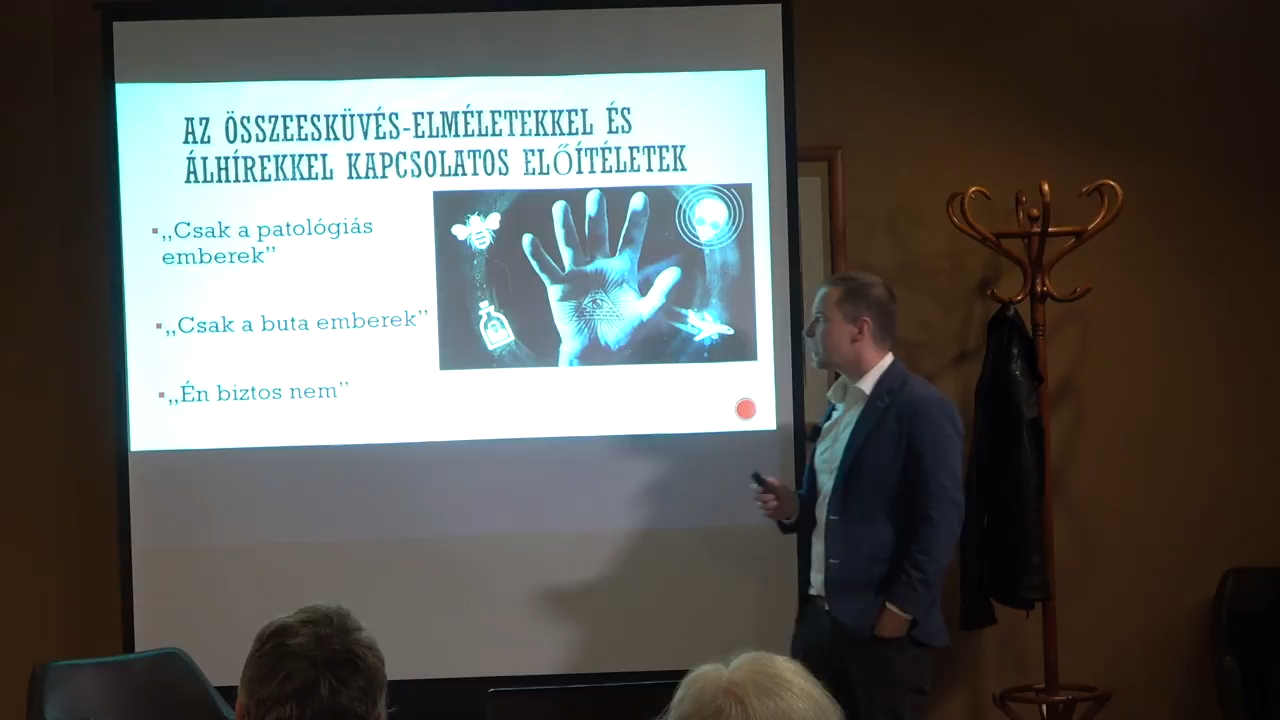 AZ ÖSSZEESKÜVÉS-ELMÉLETEKKEL ÉS
ÁLHÍREKKEL KAPCSOLATOS ELŐÍTÉLETEK
„Csak a patológiás
emberek”
„Csak a buta emberek”
„Én biztos nem”